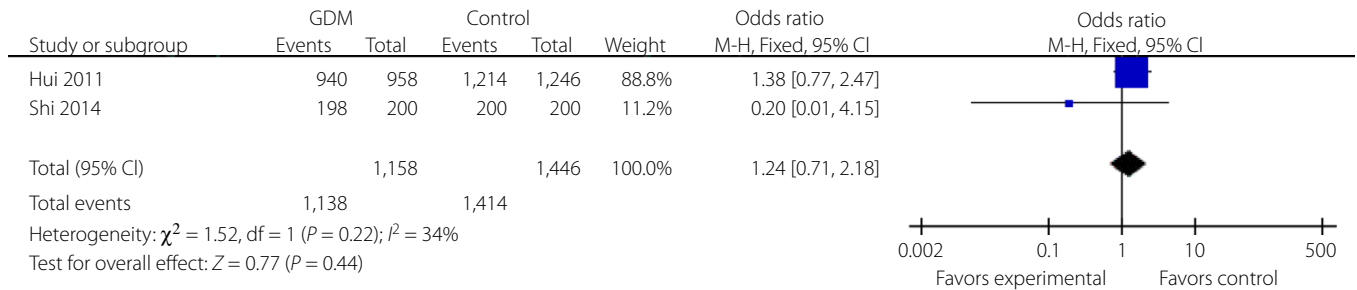 GDM Control Odds ratio Odds ratio
Study or subgroup Events Total Events Total Weight M-H, Fixed, 95% CI M-H, Fixed, 95% CI
Hui 2011 940 958 1,214 1,246 88.8% 1.38 [0.77, 2.47]
Shi 2014 198 200 200 200 11.2% 0.20 [0.01, 4.15]
Total (95% CI) 1,158 1,446 100.0% 1.24 [0.71, 2.18]
Total events 1,138 1,414
Heterogeneity: χ² = 1.52, df = 1 (P = 0.22); I² = 34%
Test for overall effect: Z = 0.77 (P = 0.44)
0.002 0.1 1 10 500
Favors experimental Favors control